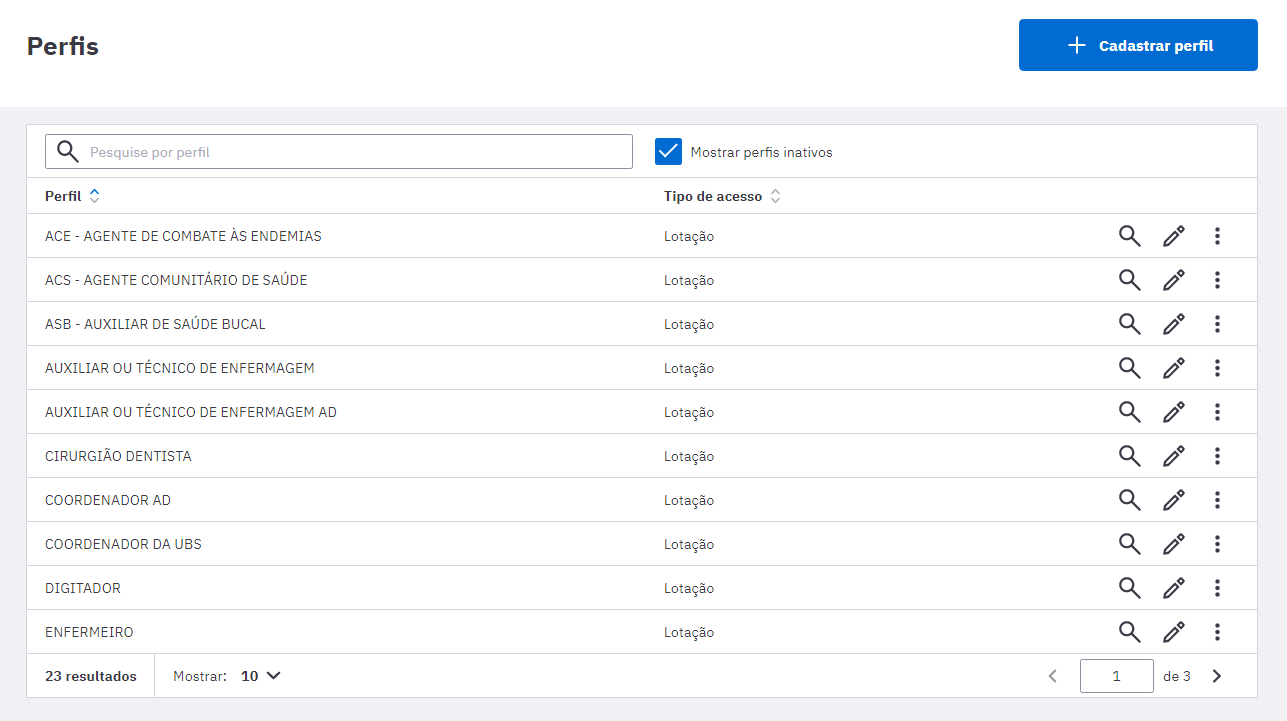 Perfis
Cadastrar perfil
Pesquise por perfil
Mostrar perfis inativos
Perfil Tipo de acesso
ACE - AGENTE DE COMBATE ÀS ENDEMIAS Lotação
ACS - AGENTE COMUNITÁRIO DE SAÚDE Lotação
ASB - AUXILIAR DE SAÚDE BUCAL Lotação
AUXILIAR OU TÉCNICO DE ENFERMAGEM Lotação
AUXILIAR OU TÉCNICO DE ENFERMAGEM AD Lotação
CIRURGIÃO DENTISTA Lotação
COORDENADOR AD Lotação
COORDENADOR DA UBS Lotação
DIGITADOR Lotação
ENFERMEIRO Lotação
23 resultados Mostrar: 10 1 de 3